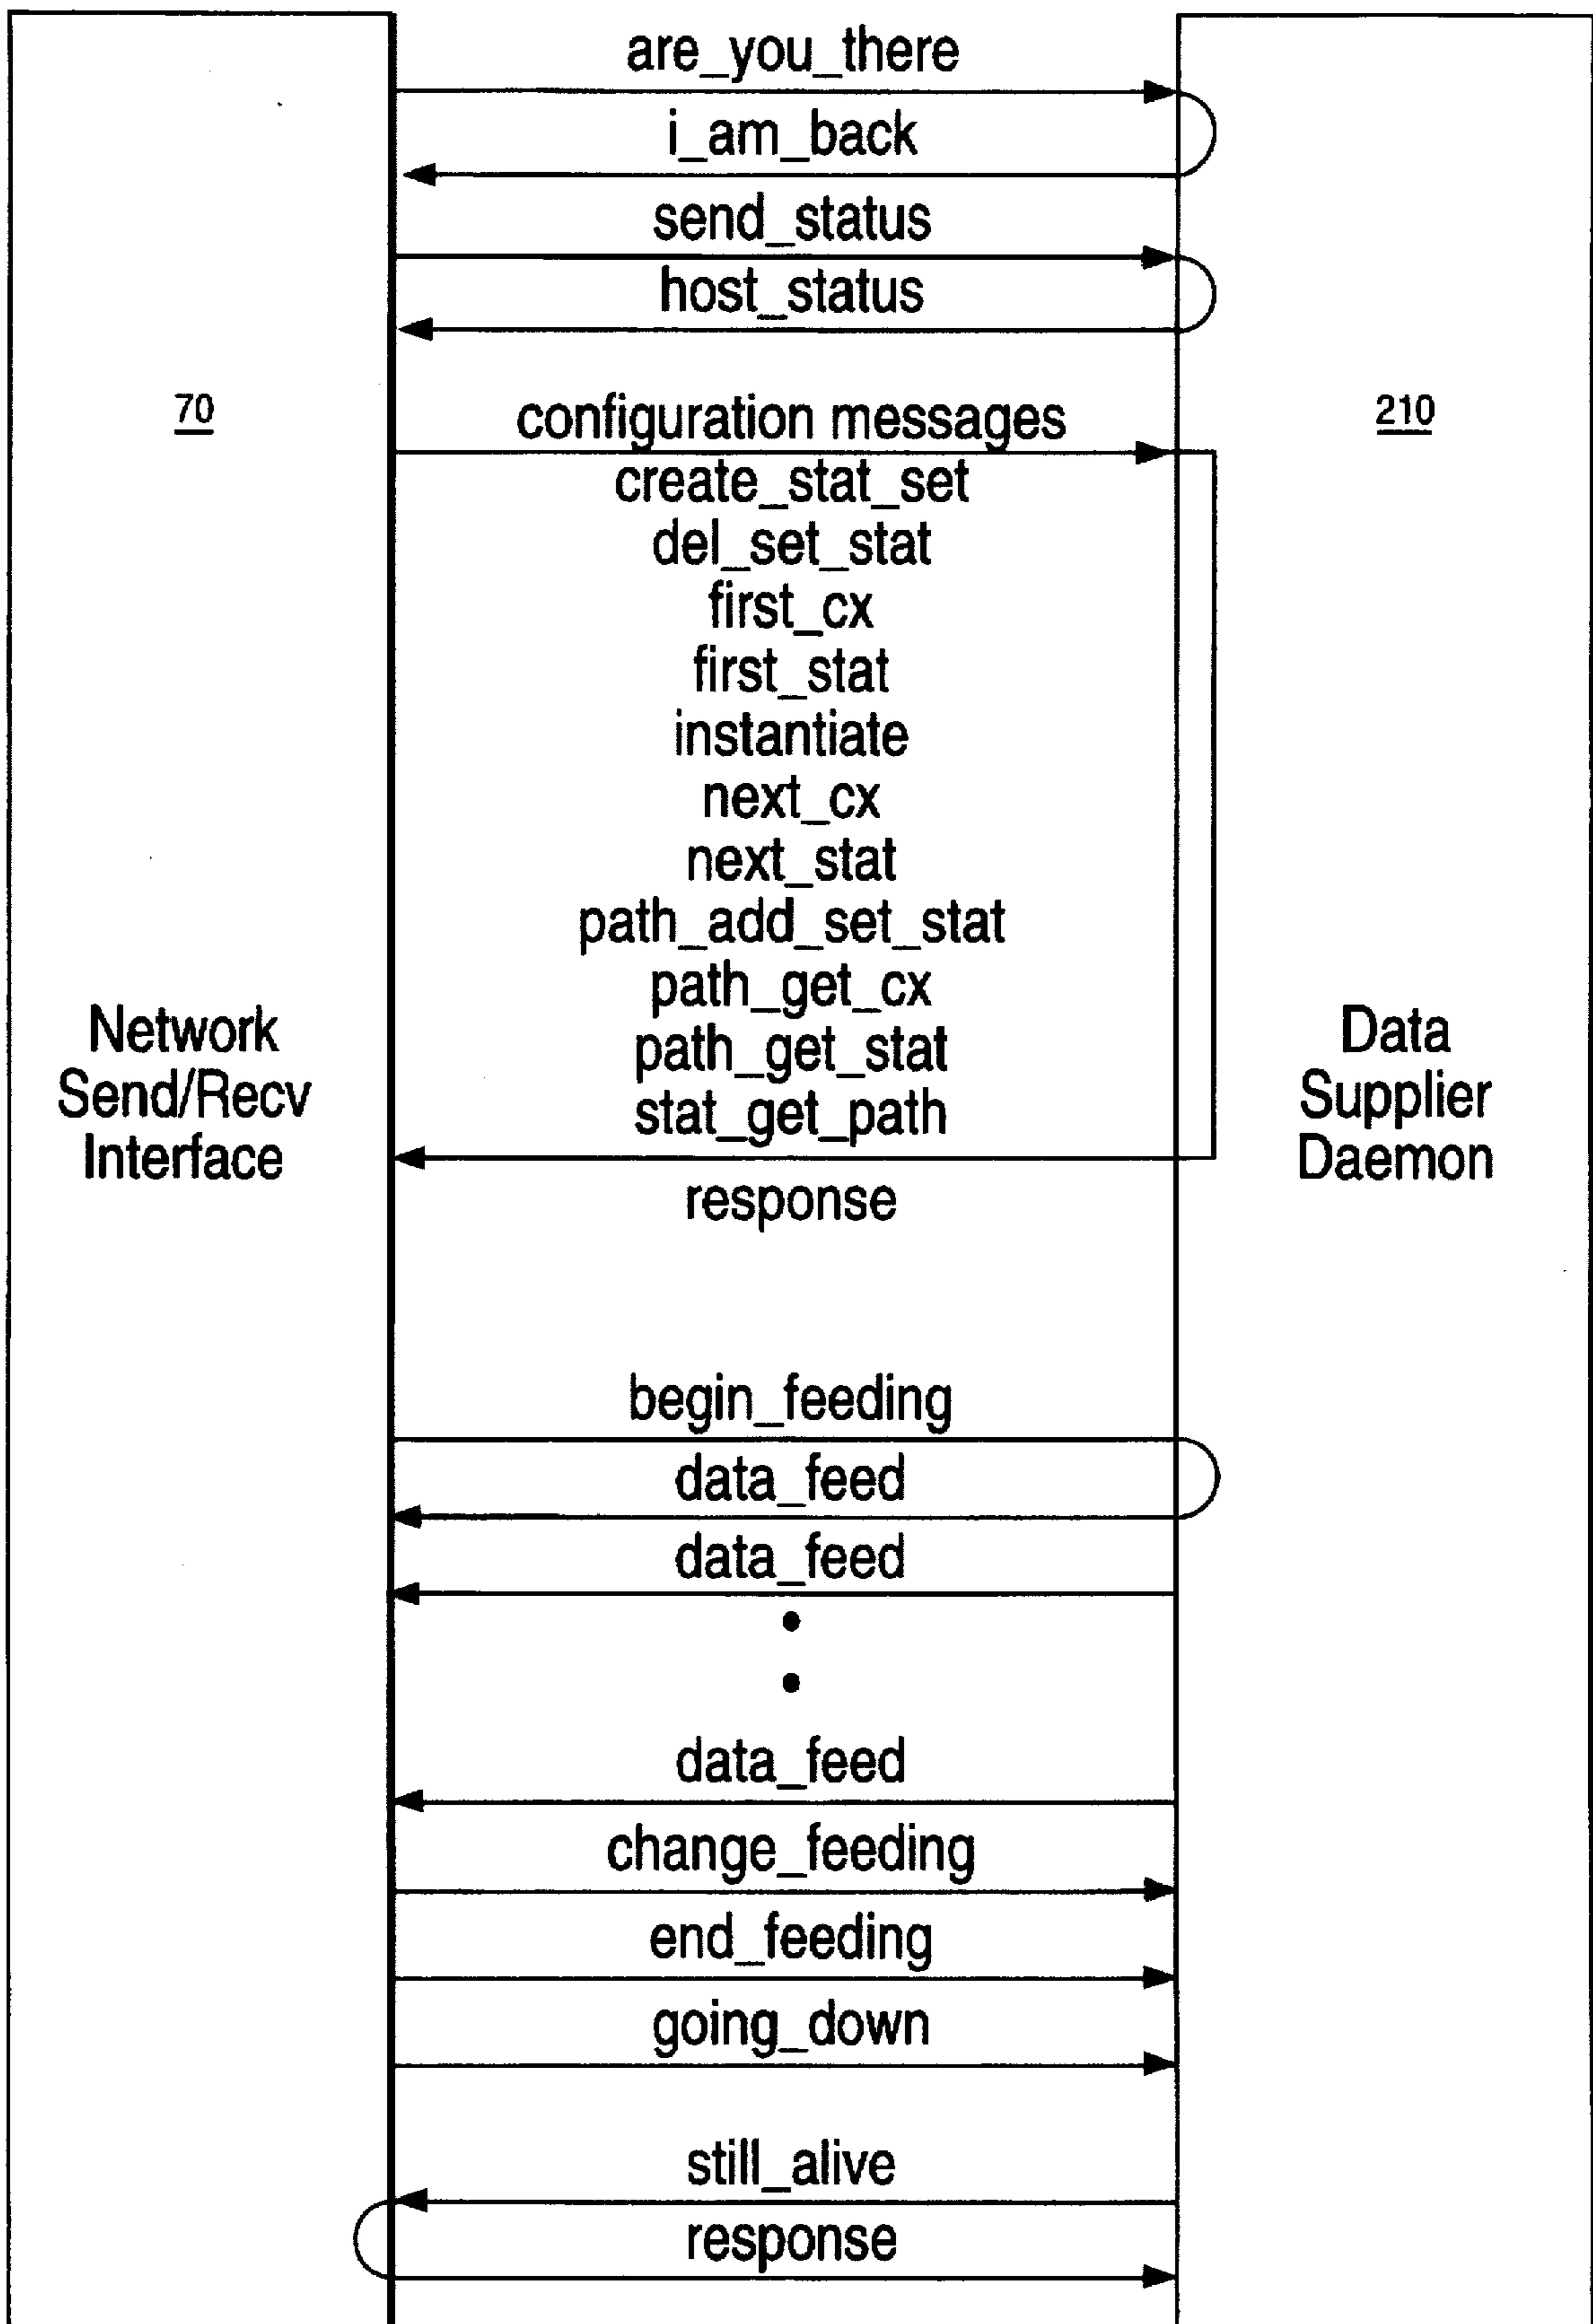 are_you_there
i_am_back
send_status
host_status
70
configuration messages
210
create_stat_set
del_set_stat
first_cx
first_stat
instantiate
next_cx
next_stat
path_add_set_stat
path_get_cx
path_get_stat
stat_get_path
Network
Send/Recv
Interface
Data
Supplier
Daemon
response
begin_feeding
data_feed
data_feed
data_feed
change_feeding
end_feeding
going_down
still_alive
response